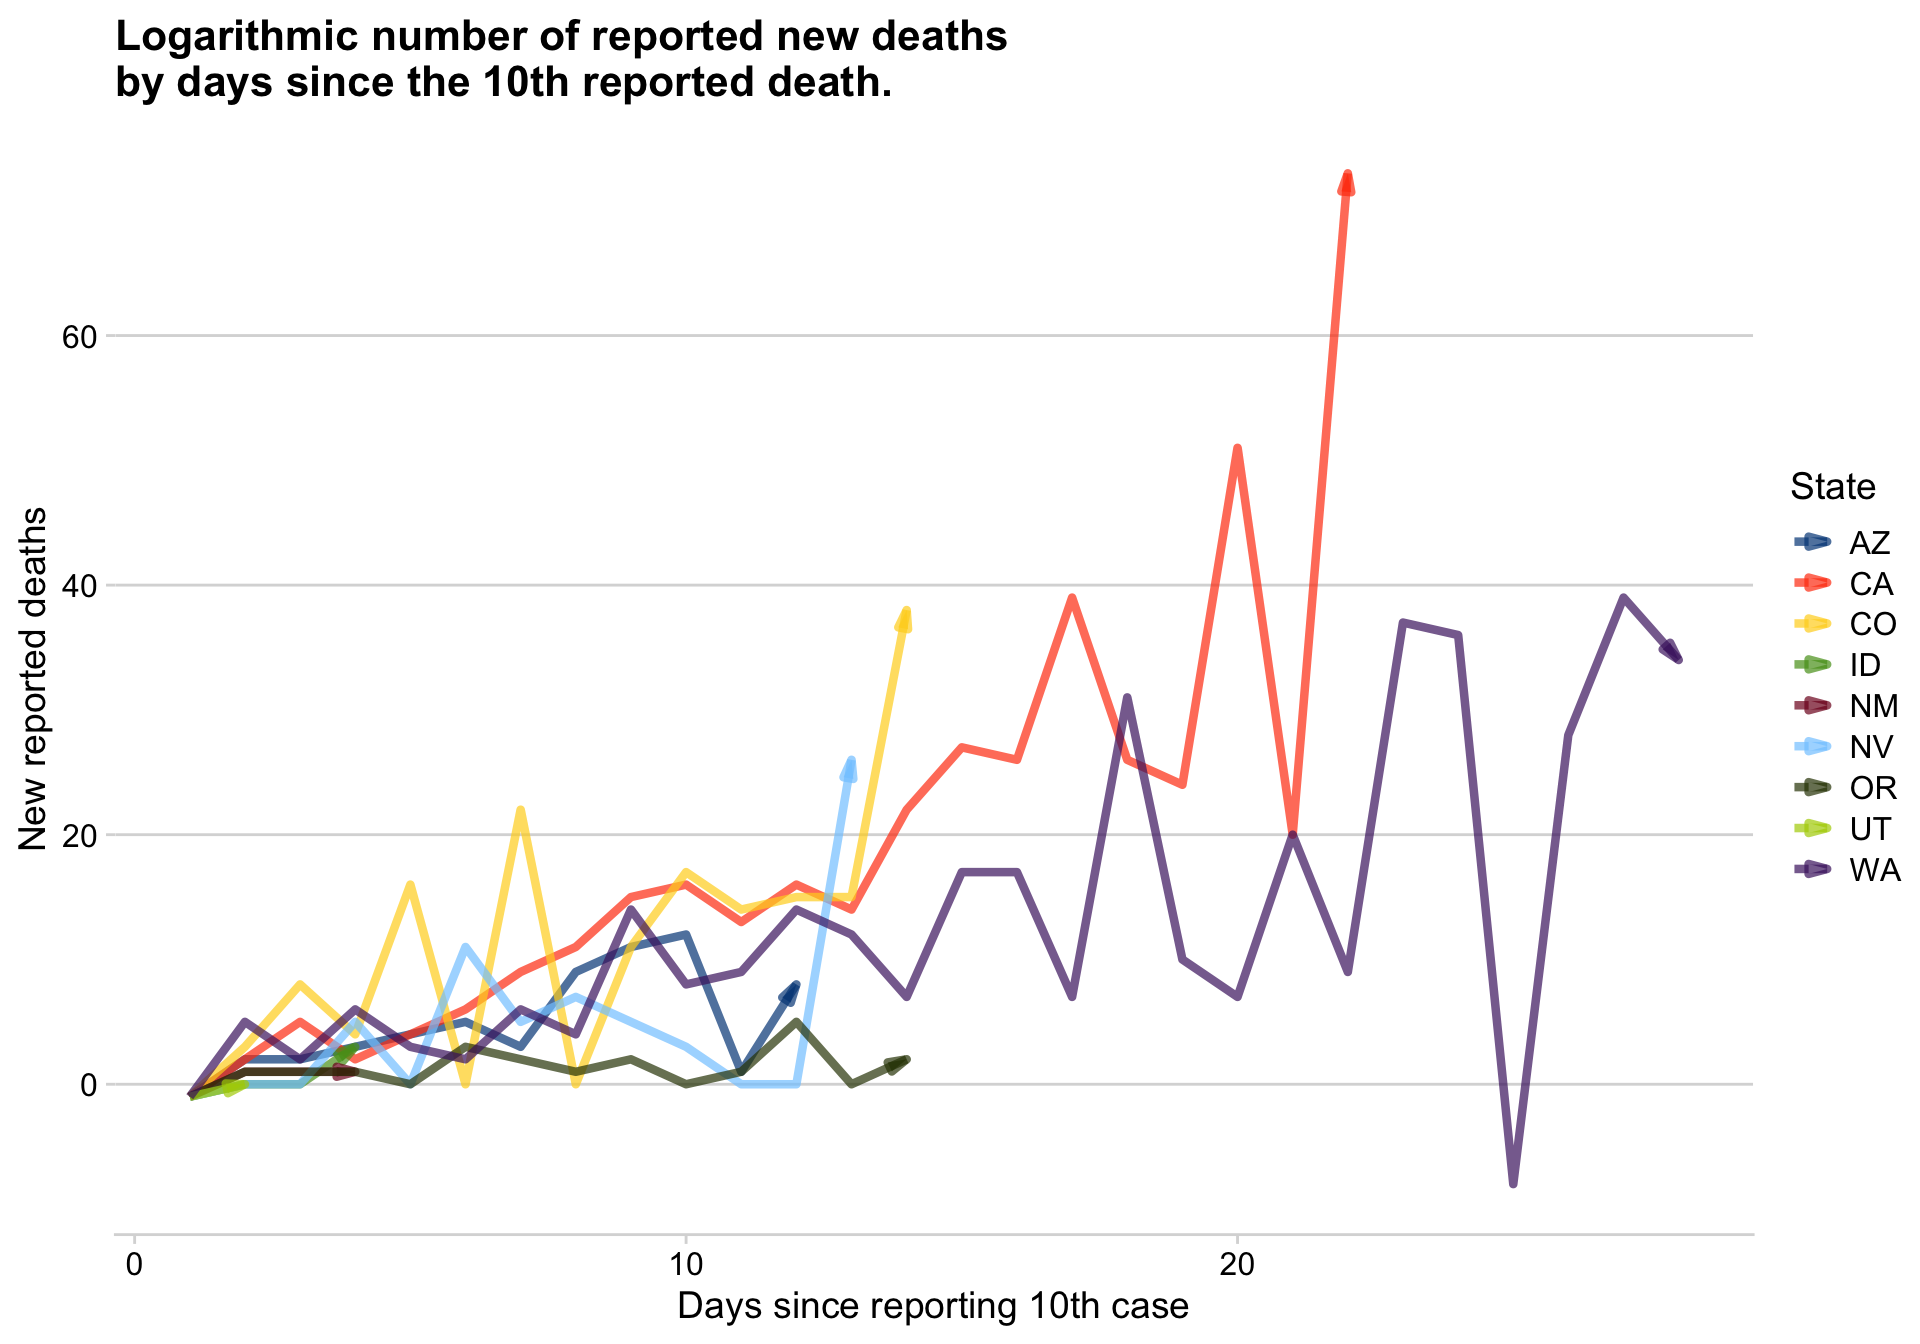 Logarithmic number of reported new deaths
by days since the 10th reported death.
New reported deaths
60
40
20
0
0
10
20
Days since reporting 10th case
State
AZ
CA
CO
ID
NM
NV
OR
UT
WA